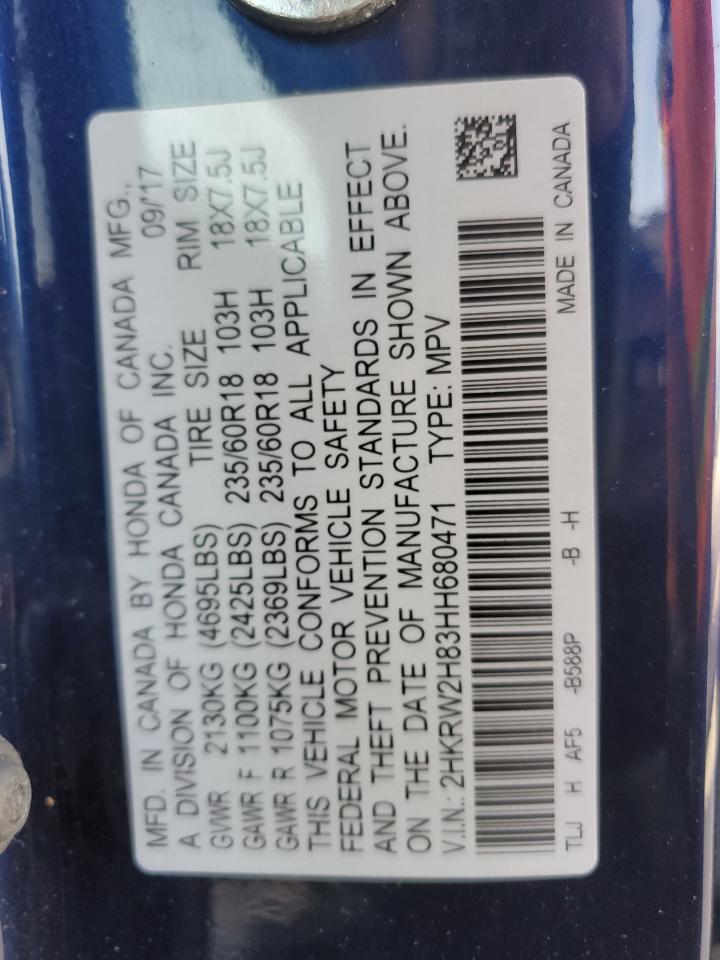 MFD. IN CANADA BY HONDA OF CANADA MFG.,
A DIVISION OF HONDA CANADA INC. 09/'17
GVWR 2130KG (4695LBS) TIRE SIZE RIM SIZE
GAWR F 1100KG (2425LBS) 235/60R18 103H 18X7.5J
GAWR R 1075KG (2369LBS) 235/60R18 103H 18X7.5J
THIS VEHICLE CONFORMS TO ALL APPLICABLE
FEDERAL MOTOR VEHICLE SAFETY
AND THEFT PREVENTION STANDARDS IN EFFECT
ON THE DATE OF MANUFACTURE SHOWN ABOVE.
V.I.N.: 2HKRW2H83HH680471 TYPE: MPV
TLJ H AF5 -B588P -B -H MADE IN CANADA